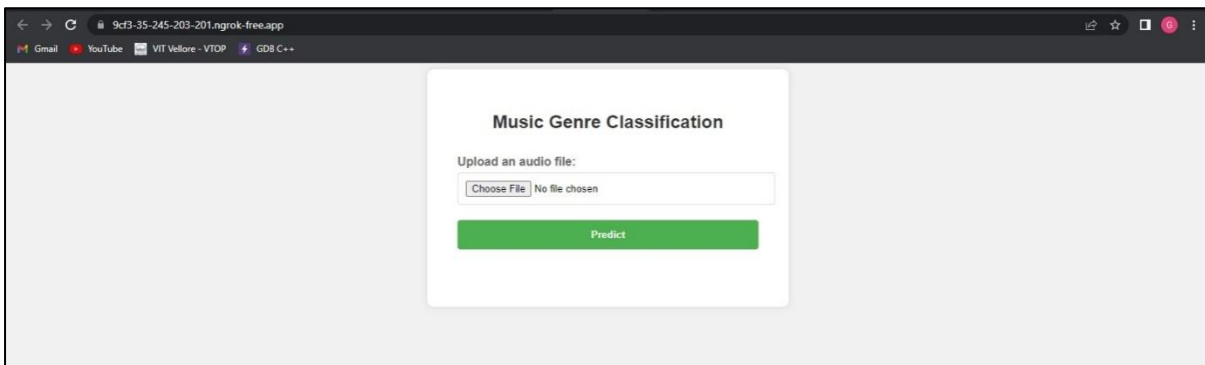 9cf3-35-245-203-201.ngrok-free.app
G
Gmail YouTube VIT Vellore - VTOP GDB C++
Music Genre Classification
Upload an audio file:
Choose File No file chosen
Predict